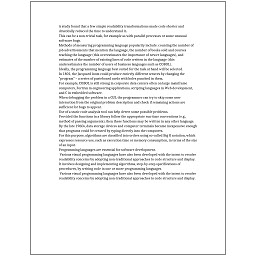 A study found that a few simple readability transformations made code shorter and
drastically reduced the time to understand it.
This can be a non-trivial task, for example as with parallel processes or some unusual
software bugs.
Methods of measuring programming language popularity include: counting the number of
job advertisements that mention the language, the number of books sold and courses
teaching the language (this overestimates the importance of newer languages), and
estimates of the number of existing lines of code written in the language (this
underestimates the number of users of business languages such as COBOL).
Ideally, the programming language best suited for the task at hand will be selected.
In 1801, the Jacquard loom could produce entirely different weaves by changing the
"program" - a series of pasteboard cards with holes punched in them.
For example, COBOL is still strong in corporate data centers often on large mainframe
computers, Fortran in engineering applications, scripting languages in Web development,
and C in embedded software.
When debugging the problem in a GUI, the programmer can try to skip some user
interaction from the original problem description and check if remaining actions are
sufficient for bugs to appear.
Use of a static code analysis tool can help detect some possible problems.
Provided the functions in a library follow the appropriate run-time conventions (e.g.,
method of passing arguments), then these functions may be written in any other language.
By the late 1960s, data storage devices and computer terminals became inexpensive enough
that programs could be created by typing directly into the computers.
For this purpose, algorithms are classified into orders using so-called Big O notation, which
expresses resource use, such as execution time or memory consumption, in terms of the size
of an input.
Programming languages are essential for software development.
Various visual programming languages have also been developed with the intent to resolve
readability concerns by adopting non-traditional approaches to code structure and display.
It involves designing and implementing algorithms, step-by-step specifications of
procedures, by writing code in one or more programming languages.
Various visual programming languages have also been developed with the intent to resolve
readability concerns by adopting non-traditional approaches to code structure and display.